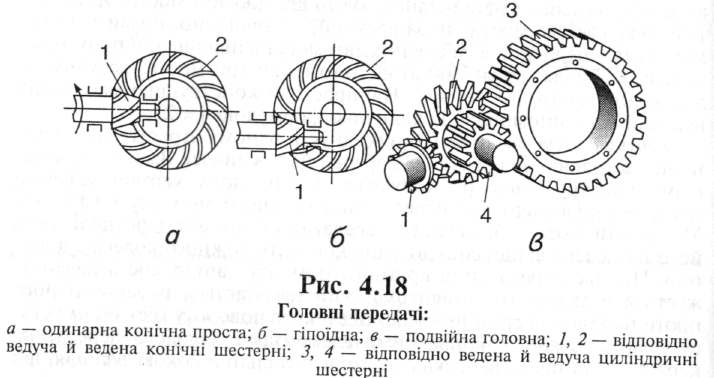 1 2 2 2 3
1 1 4
а б в
Рис. 4.18
Головні передачі:
а — одинарна конічна проста; б — гіпоїдна; в — подвійна головна; 1, 2 — відповідно
ведуча й ведена конічні шестерні; 3, 4 — відповідно ведена й ведуча циліндричні
шестерні